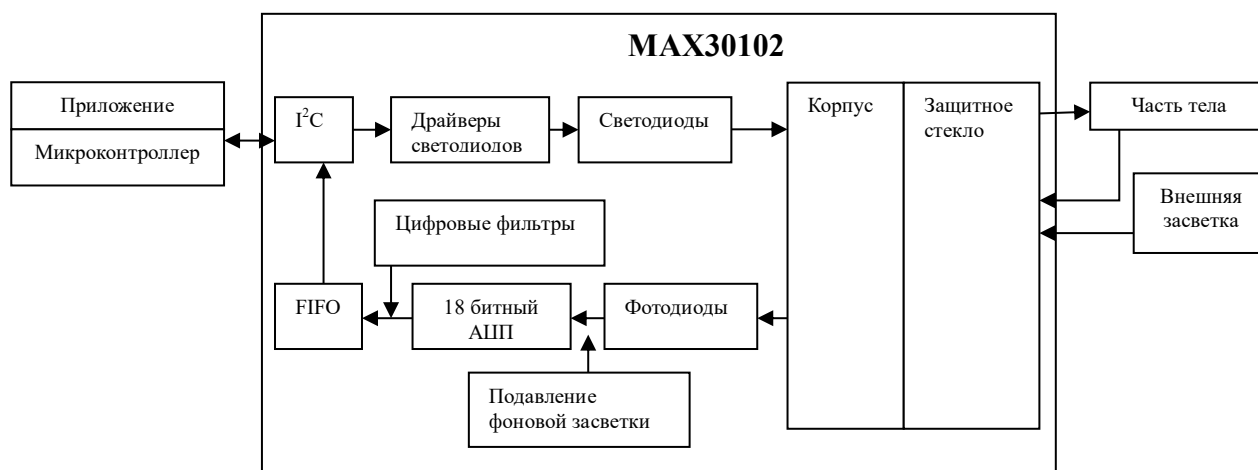 MAX30102
Приложение
Микроконтроллер
I²C
Драйверы
светодиодов
Светодиоды
Корпус
Защитное
стекло
Часть тела
Внешняя
засветка
Цифровые фильтры
FIFO
18 битный
АЦП
Фотодиоды
Подавление
фоновой засветки